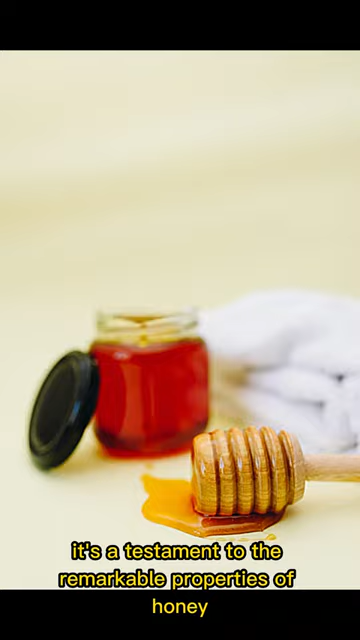 it's a testament to the
remarkable properties of
honey